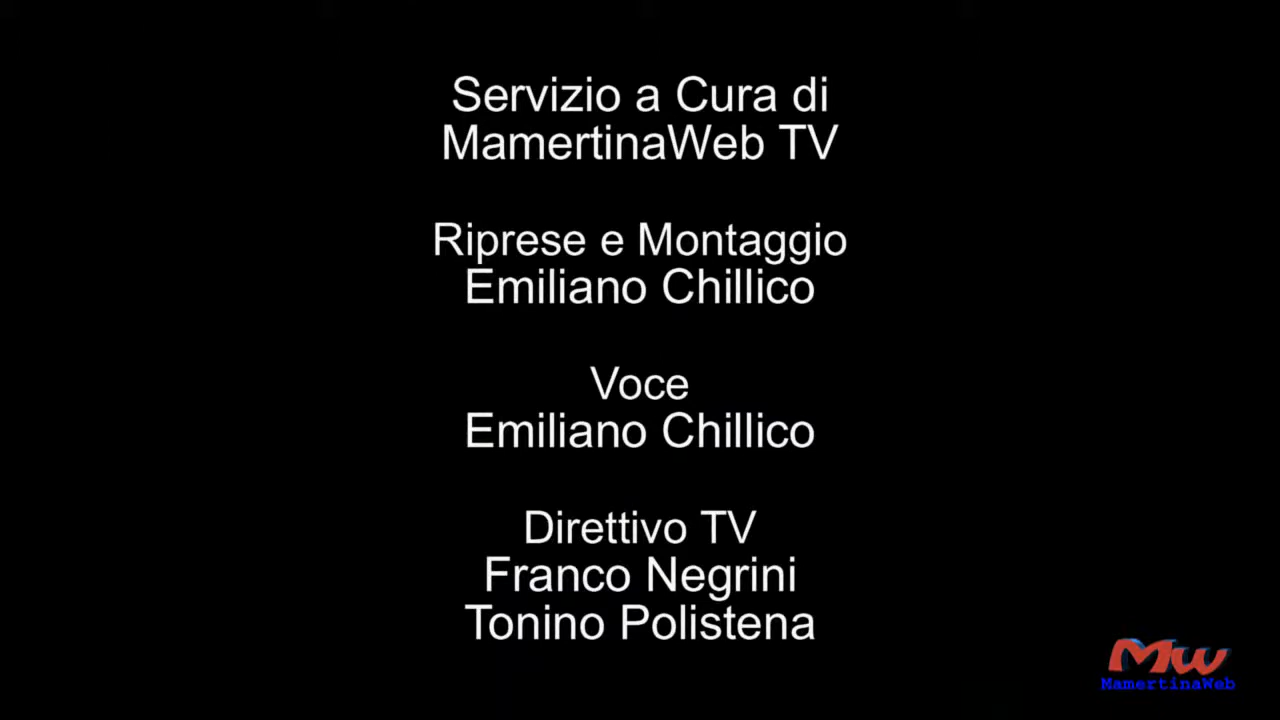 Servizio a Cura di
MamertinaWeb TV
Riprese e Montaggio
Emiliano Chillico
Voce
Emiliano Chillico
Direttivo TV
Franco Negrini
Tonino Polistena
Mw
MamertinaWeb